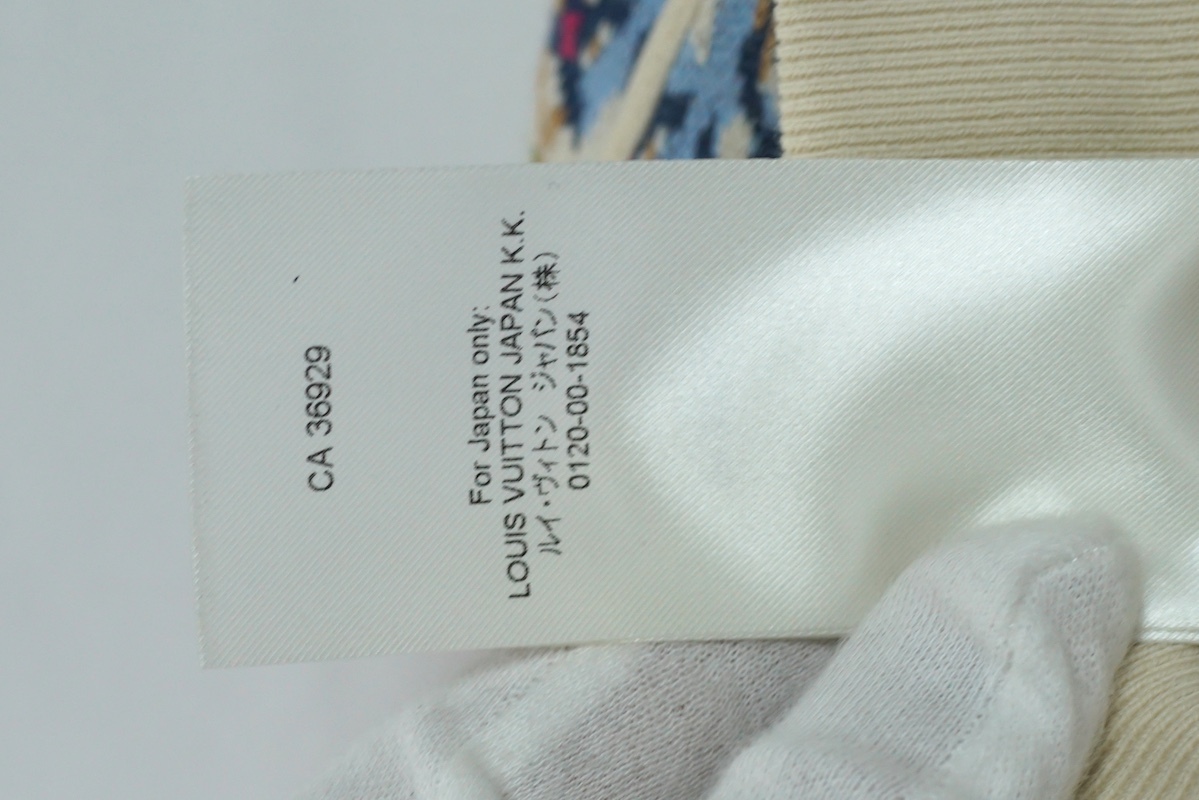 CA 36929
For Japan only:
LOUIS VUITTON JAPAN K.K.
ルイ・ヴィトン ジャパン(株)
0120-00-1854